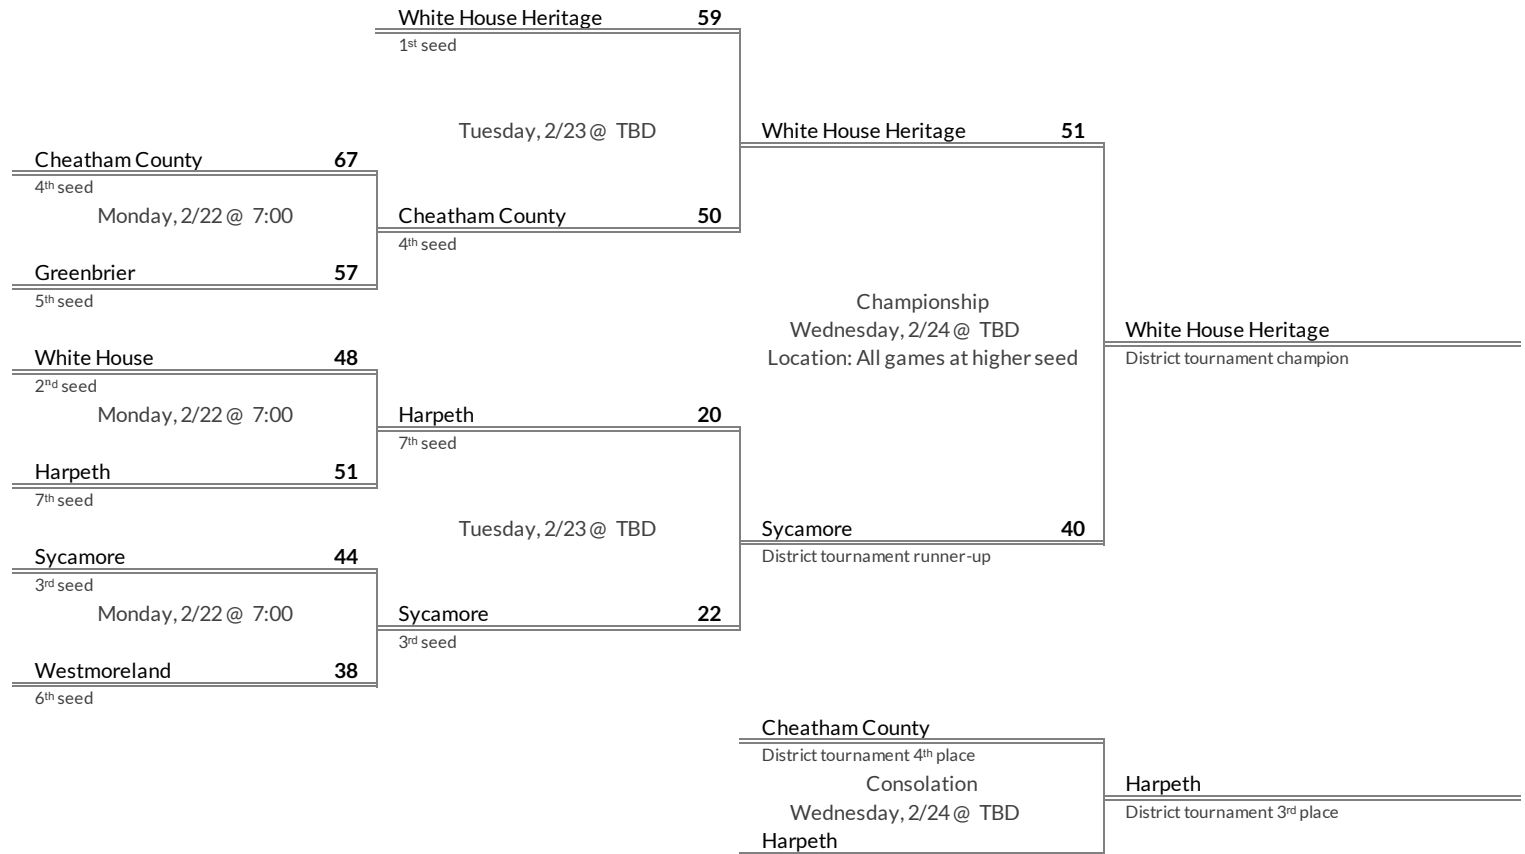 White House Heritage 59
1st seed
Tuesday, 2/23 @ TBD
White House Heritage 51
Cheatham County 67
4th seed
Monday, 2/22 @ 7:00
Cheatham County 50
4th seed
Greenbrier 57
5th seed
Championship
Wednesday, 2/24 @ TBD
Location: All games at higher seed
White House Heritage
District tournament champion
White House 48
2nd seed
Monday, 2/22 @ 7:00
Harpeth 20
7th seed
Harpeth 51
7th seed
Tuesday, 2/23 @ TBD
Sycamore 40
District tournament runner-up
Sycamore 44
3rd seed
Monday, 2/22 @ 7:00
Sycamore 22
3rd seed
Westmoreland 38
6th seed
Cheatham County
District tournament 4th place
Consolation
Wednesday, 2/24 @ TBD
Harpeth
Harpeth
District tournament 3rd place